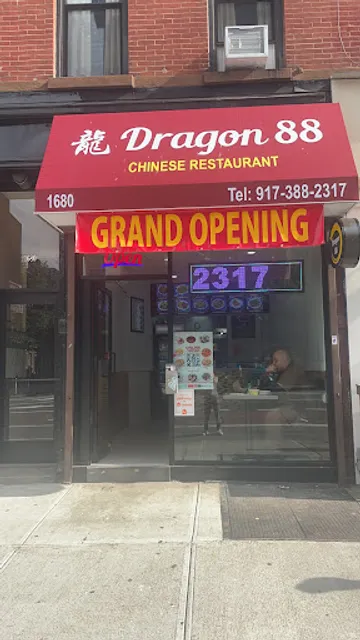 龍 Dragon 88
CHINESE RESTAURANT
1680 Tel: 917-388-2317
GRAND OPENING
OPEN
2317